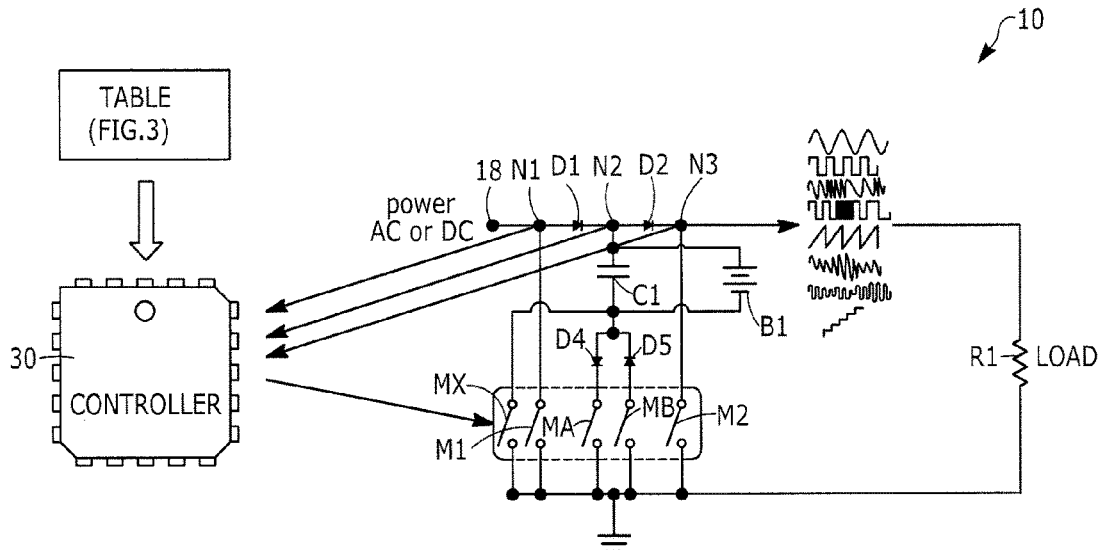 10
TABLE
(FIG.3)
18 N1 D1 N2 D2 N3
power
AC or DC
C1
B1
30
D4 D5
R1 LOAD
CONTROLLER
MX
MA MB M2
M1